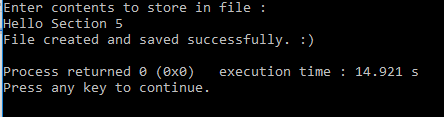 Enter contents to store in file :
Hello Section 5
File created and saved successfully. :)
Process returned 0 (0x0)   execution time : 14.921 s
Press any key to continue.